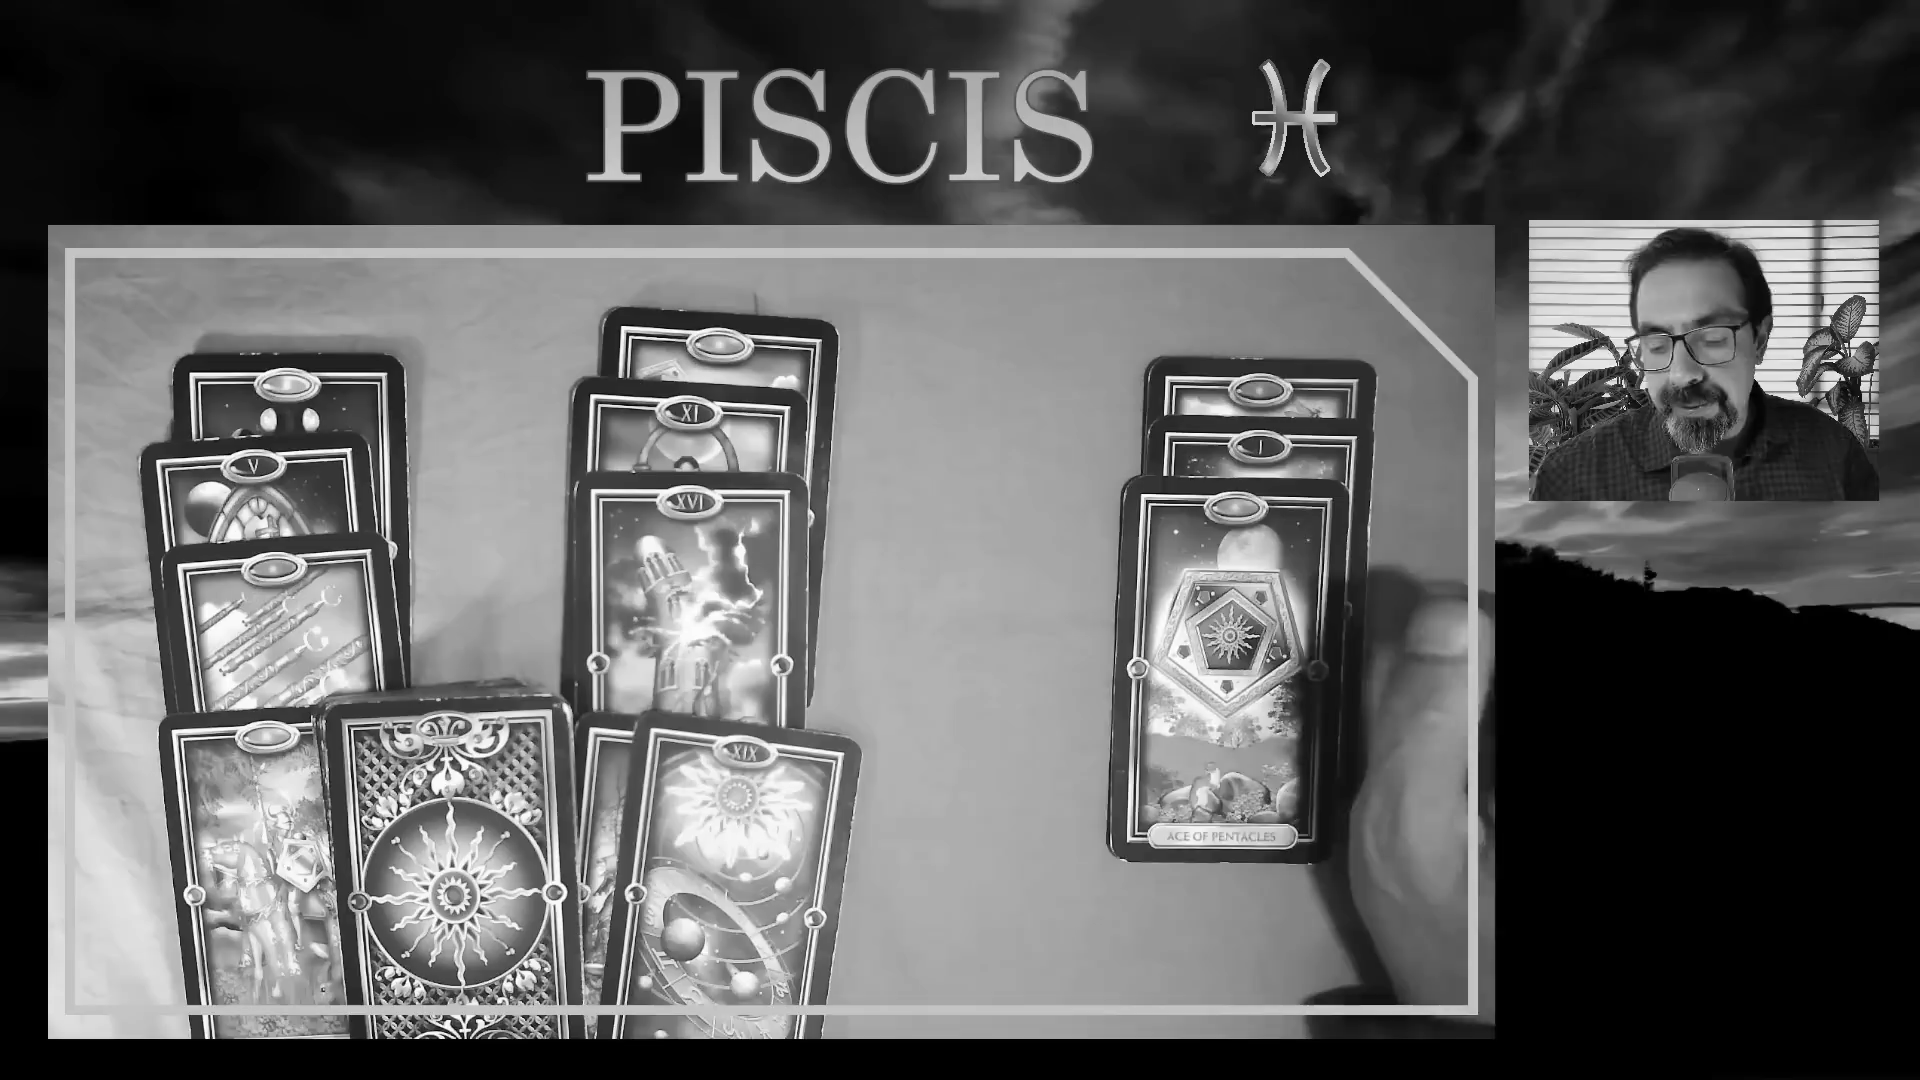 PISCIS ♓
XI
I
V
XVI
XIX
ACE OF PENTACLES